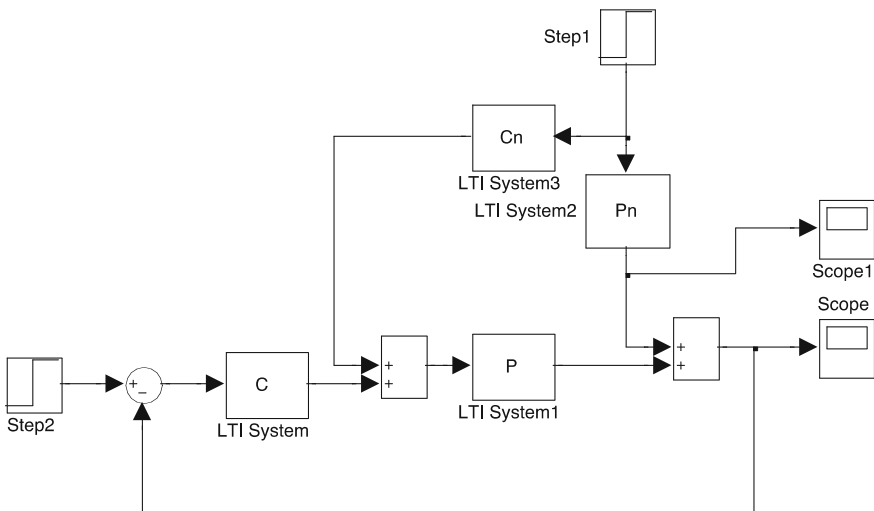 Step1
Cn
LTI System3
LTI System2
Pn
Scope1
Scope
+
+
+
+
+
−
C
P
Step2
LTI System
LTI System1